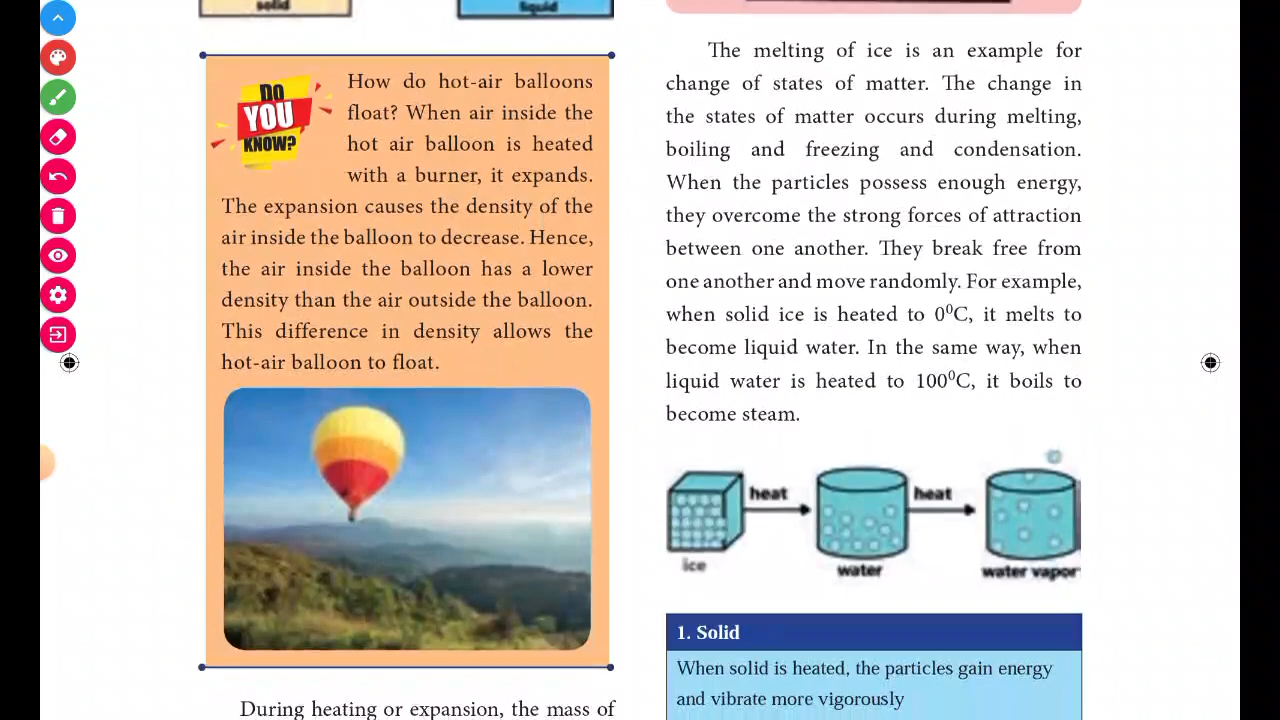 solid
liquid
DO
YOU
KNOW?
How do hot-air balloons
float? When air inside the
hot air balloon is heated
with a burner, it expands.
The expansion causes the density of the
air inside the balloon to decrease. Hence,
the air inside the balloon has a lower
density than the air outside the balloon.
This difference in density allows the
hot-air balloon to float.
During heating or expansion, the mass of
The melting of ice is an example for
change of states of matter. The change in
the states of matter occurs during melting,
boiling and freezing and condensation.
When the particles possess enough energy,
they overcome the strong forces of attraction
between one another. They break free from
one another and move randomly. For example,
when solid ice is heated to 0⁰C, it melts to
become liquid water. In the same way, when
liquid water is heated to 100⁰C, it boils to
become steam.
heat
heat
ice
water
water vapor
1. Solid
When solid is heated, the particles gain energy
and vibrate more vigorously